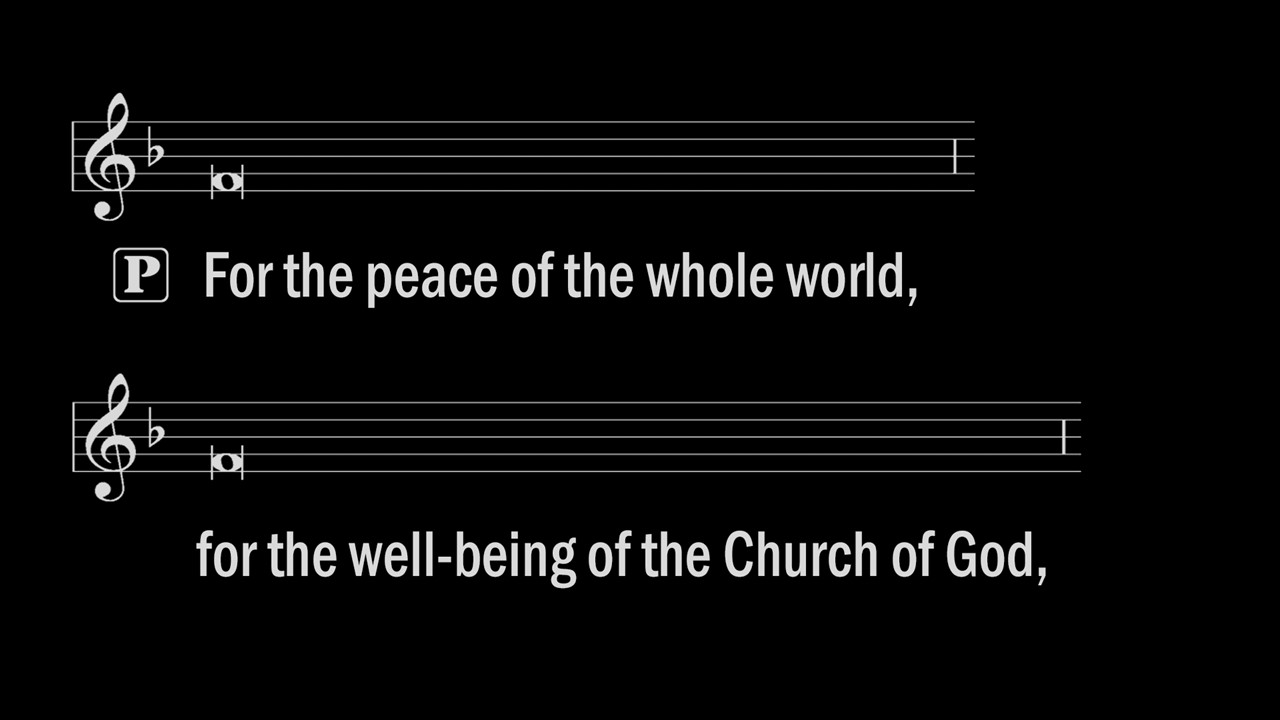 P For the peace of the whole world,
for the well-being of the Church of God,